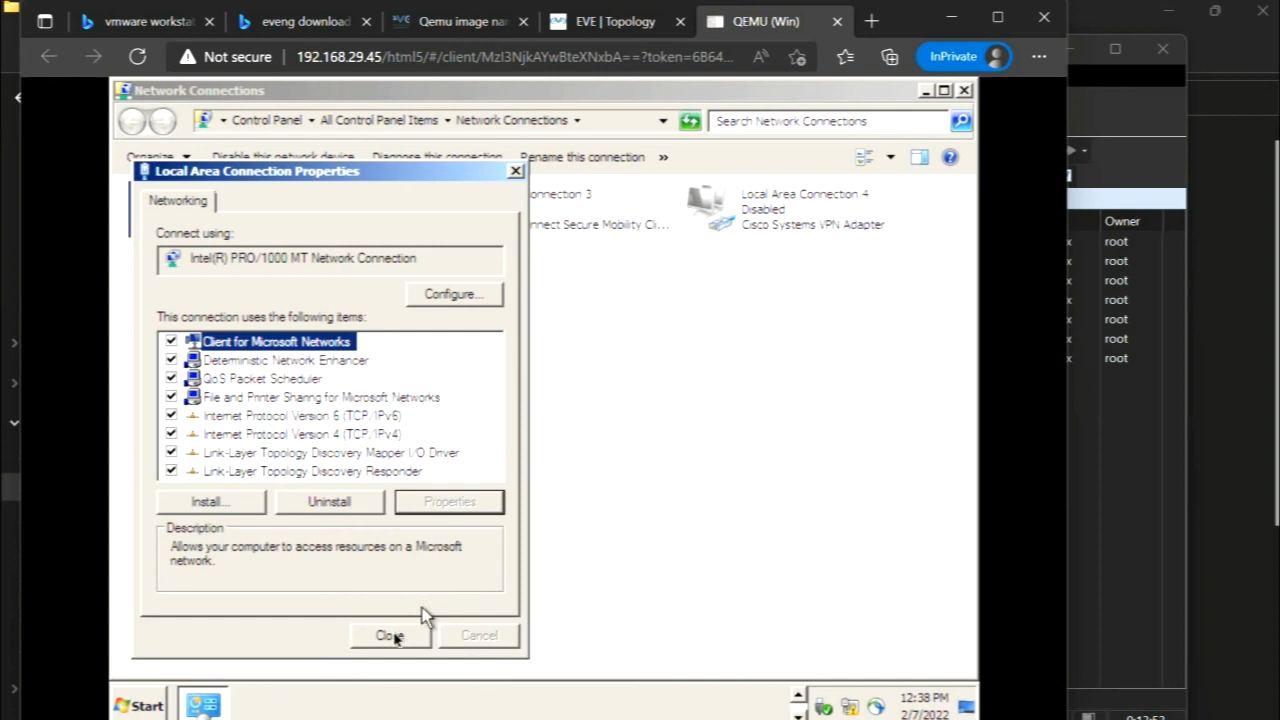 vmware workstat
eveng download
Qemu image nar
EVE | Topology
QEMU (Win)
Not secure
192.168.29.45/html5/#/client/MzI3NjkAYwBteXNxbA==?token=6B64...
InPrivate
Network Connections
Control Panel
All Control Panel Items
Network Connections
Search Network Connections
Organize
Disable this network device
Diagnose this connection
Rename this connection
»
Local Area Connection Properties
Networking
Connect using:
Intel(R) PRO/1000 MT Network Connection
Configure...
This connection uses the following items:
Client for Microsoft Networks
Deterministic Network Enhancer
QoS Packet Scheduler
File and Printer Sharing for Microsoft Networks
Internet Protocol Version 6 (TCP/IPv6)
Internet Protocol Version 4 (TCP/IPv4)
Link-Layer Topology Discovery Mapper I/O Driver
Link-Layer Topology Discovery Responder
Install...
Uninstall
Properties
Description
Allows your computer to access resources on a Microsoft
network.
Close
Cancel
onnection 3
nnect Secure Mobility Cli...
Local Area Connection 4
Disabled
Cisco Systems VPN Adapter
Owner
x root
x root
x root
x root
x root
x root
x root
Start
12:38 PM
2/7/2022